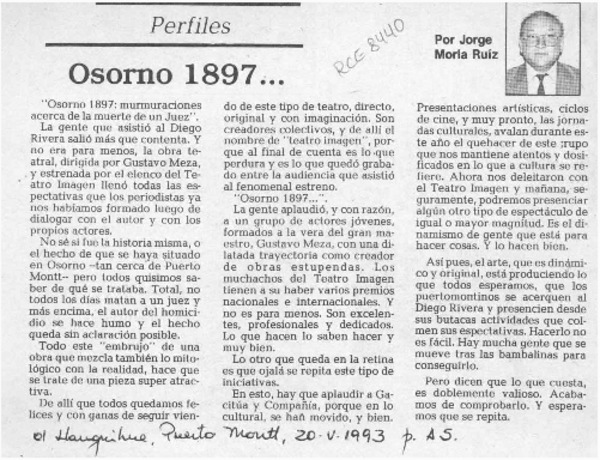 Perfiles
RCE 8440
Por Jorge
Morla Ruiz
Osorno 1897...
"Osorno 1897: murmuraciones
acerca de la muerte de un Juez".
La gente que asistió al Diego
Rivera salió más que contenta. Y
no era para menos, la obra te-
atral, dirigida por Gustavo Meza,
y estrenada por el elenco del Te-
atro Imagen llenó todas las es-
pectativas que los periodistas ya
nos habíamos formado luego de
dialogar con el autor y con los
propios actores.
No sé si fue la historia misma, o
el hecho de que se haya situado
en Osorno -tan cerca de Puerto
Montt- pero todos quisimos sa-
ber de qué se trataba. Total, no
todos los días matan a un juez y
más encima, el autor del homici-
dio se hace humo y el hecho
queda sin aclaración posible.
Todo este "embrujo" de una
obra que mezcla también lo mito-
lógico con la realidad, hace que
se trate de una pieza super atrac-
tiva.
De allí que todos quedamos fe-
lices y con ganas de seguir vien-
do de este tipo de teatro, directo,
original y con imaginación. Son
creadores colectivos, y de allí el
nombre de "teatro imagen", por-
que al final de cuenta es lo que
perdura y es lo que quedó graba-
do entre la audiencia que asistió
al fenomenal estreno.
"Osorno 1897...".
La gente aplaudió, y con razón,
a un grupo de actores jóvenes,
formados a la vera del gran ma-
estro, Gustavo Meza, con una di-
latada trayectoria como creador
de obras estupendas. Los
muchachos del Teatro Imagen
tienen a su haber varios premios
nacionales e internacionales. Y
no es para menos. Son excelen-
tes, profesionales y dedicados.
Lo que hacen lo saben hacer y
muy bien.
Lo otro que queda en la retina
es que ojalá se repita este tipo de
iniciativas.
En esto, hay que aplaudir a Ga-
citúa y Compañía, porque en lo
cultural, se han movido, y bien.
Presentaciones artísticas, ciclos
de cine, y muy pronto, las jorna-
das culturales, avalan durante es-
te año el quehacer de este grupo
que nos mantiene atentos y dosi-
ficados en lo que a cultura se re-
fiere. Ahora nos deleitaron con
el Teatro Imagen y mañana, se-
guramente, podremos presenciar
algún otro tipo de espectáculo de
igual o mayor magnitud. Es el di-
namismo de gente que está para
hacer cosas. Y lo hacen bien.
Así pues, el arte, que es dinámi-
co y original, está produciendo lo
que todos esperamos, que los
puertomontinos se acerquen al
Diego Rivera y presencien desde
sus butacas actividades que col-
men sus espectativas. Hacerlo no
es fácil. Hay mucha gente que se
mueve tras las bambalinas para
conseguirlo.
Pero dicen que lo que cuesta,
es doblemente valioso. Acaba-
mos de comprobarlo. Y espera-
mos que se repita.
El Llanquihue, Puerto Montt, 20-V-1993 p. A5.